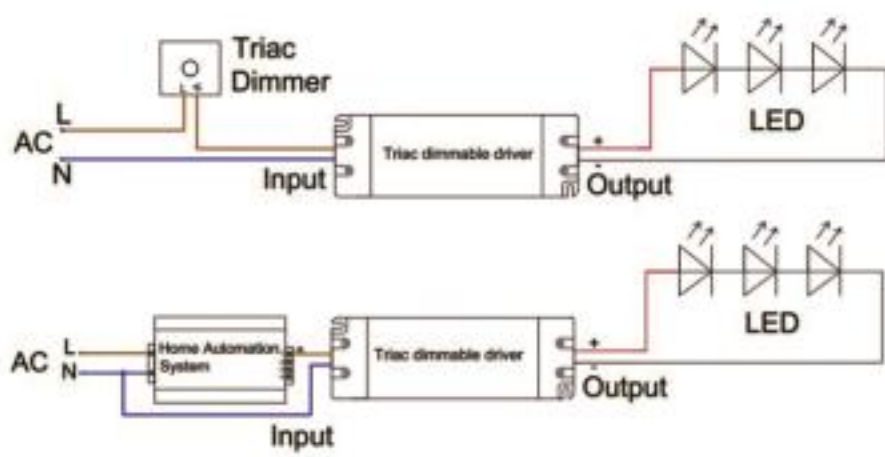 Triac
Dimmer
L
AC
N
Input
Triac dimmable driver
+
-
Output
LED
AC
L
N
Home Automation
System
Input
Triac dimmable driver
+
-
Output
LED